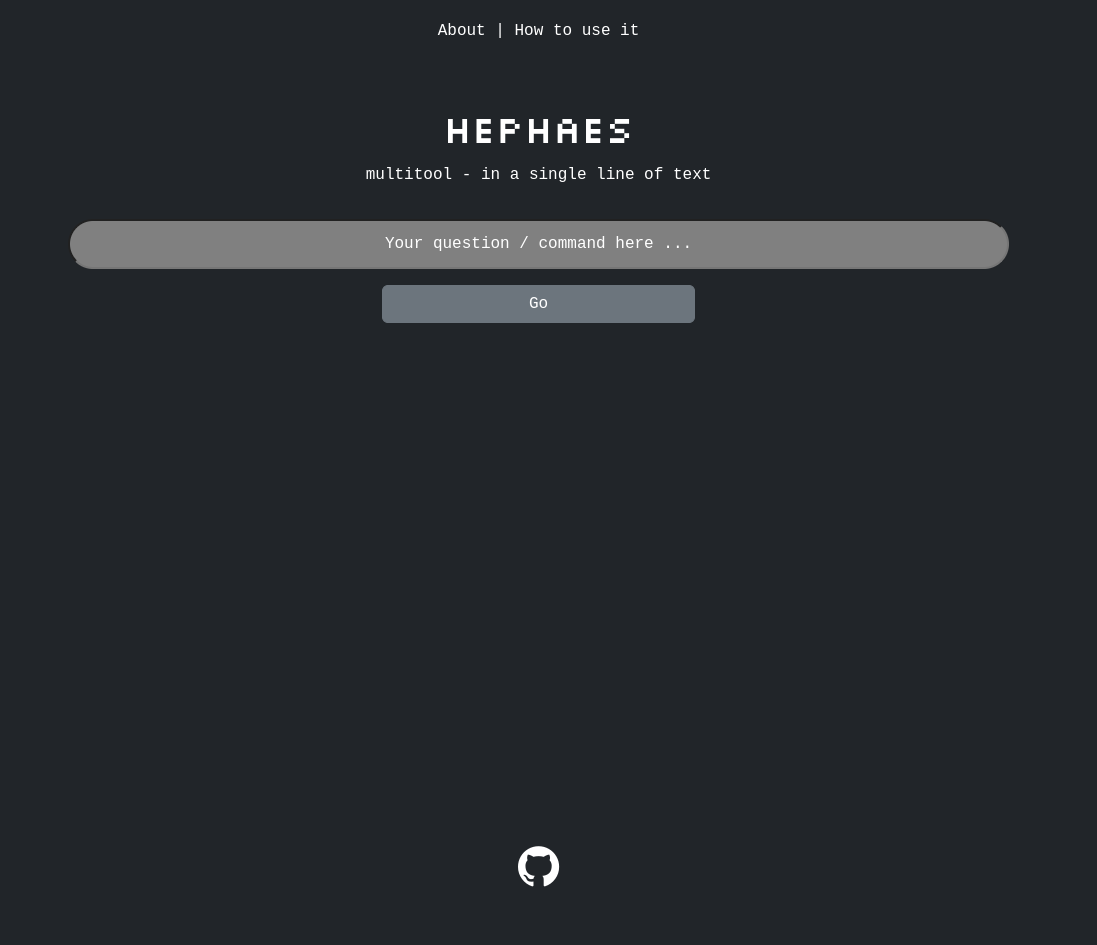 About | How to use it
HEPHAES
multitool - in a single line of text
Your question / command here ...
Go